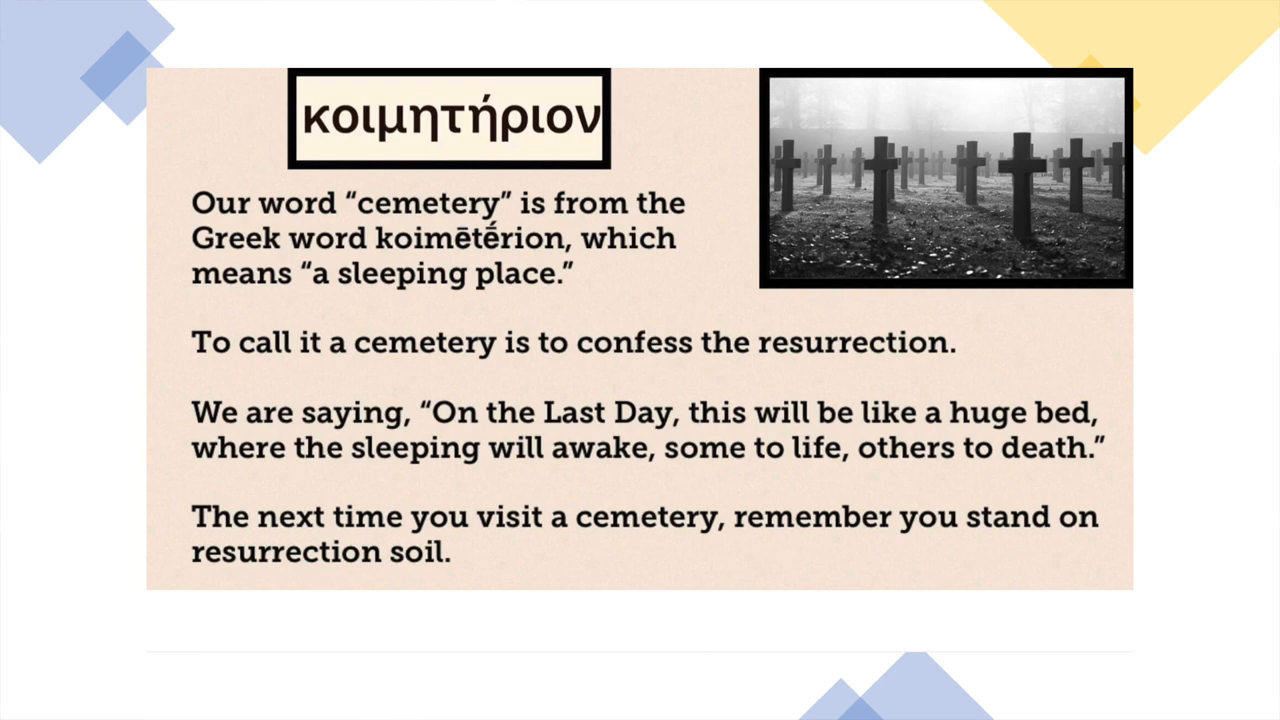 κοιμητήριον
Our word “cemetery” is from the
Greek word koimētḗrion, which
means “a sleeping place.”
To call it a cemetery is to confess the resurrection.
We are saying, “On the Last Day, this will be like a huge bed,
where the sleeping will awake, some to life, others to death.”
The next time you visit a cemetery, remember you stand on
resurrection soil.